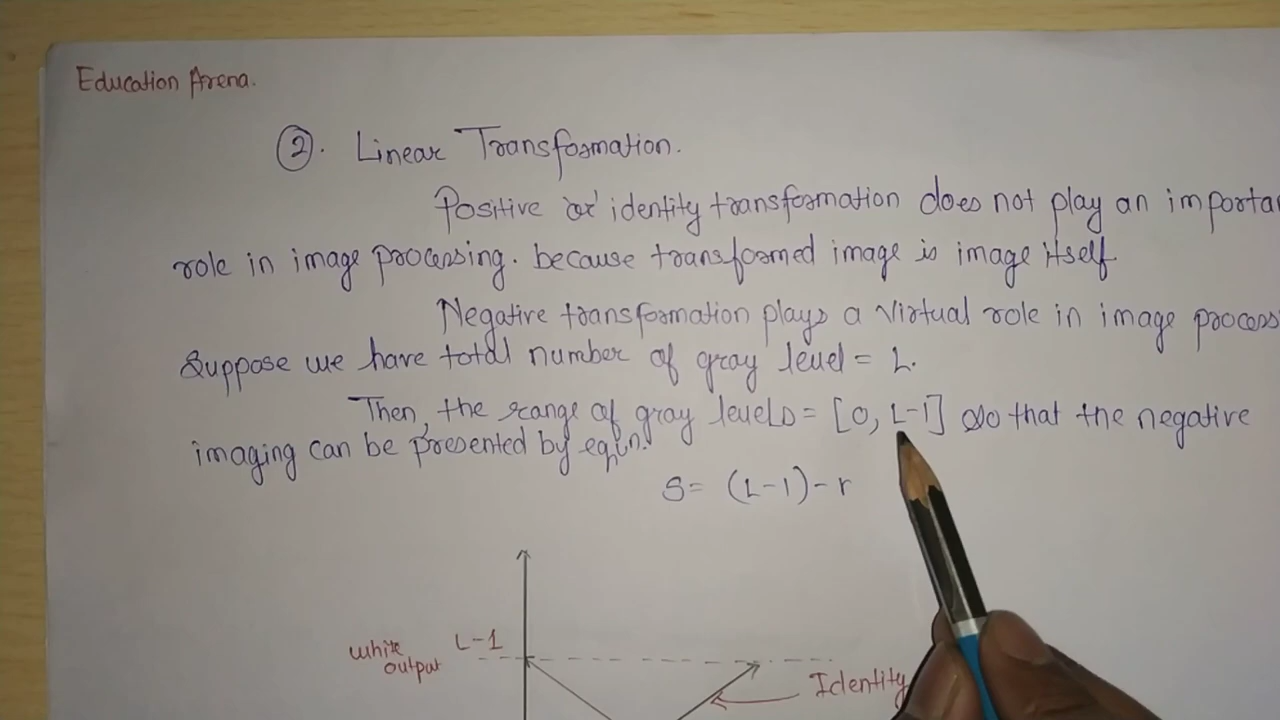 Education Arena.
2. Linear Transformation.
Positive or identity transformation does not play an importan
role in image processing. because transformed image is image itself.
Negative transformation plays a virtual role in image process
Suppose we have total number of gray level = L.
Then, the range of gray levels = [0, L-1] so that the negative
imaging can be presented by eqn.
S = (L-1) - r
white
output
L-1
Identity